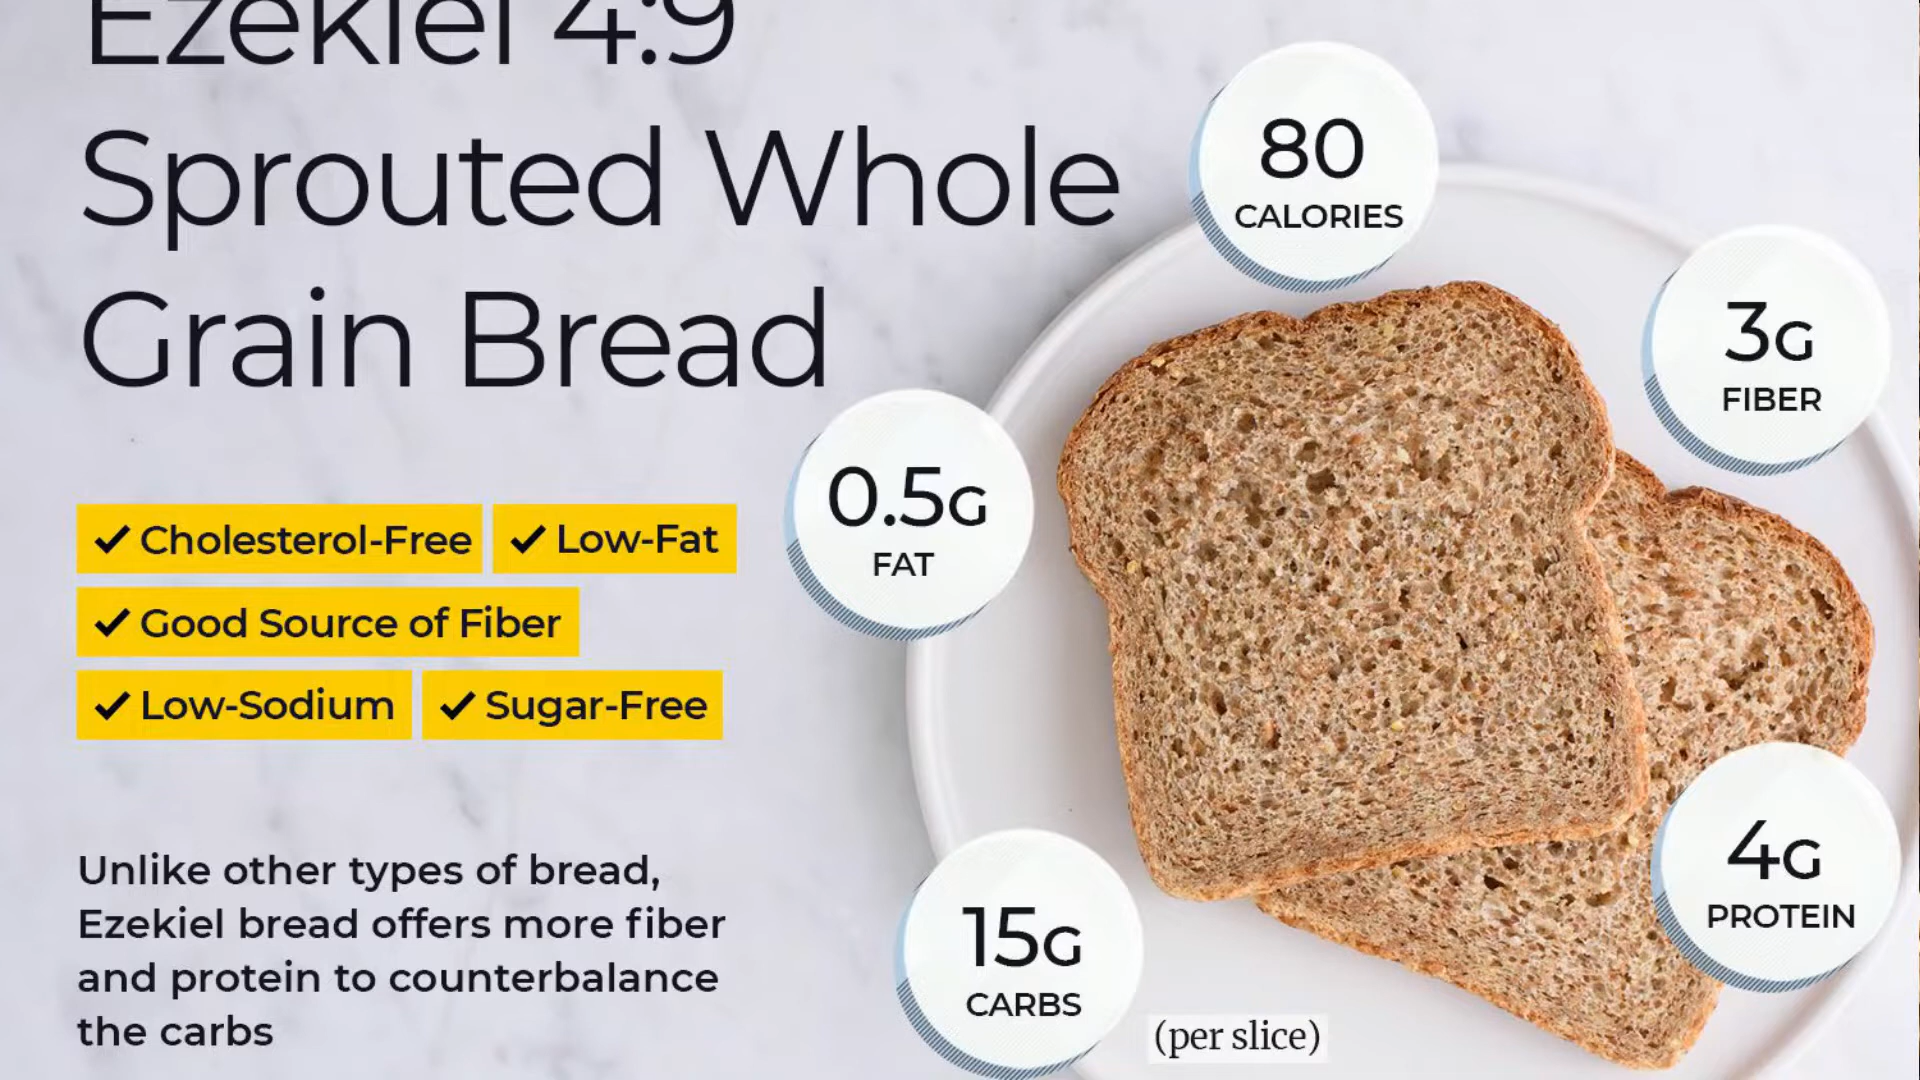 Ezekiel 4:9
Sprouted Whole
Grain Bread
80
CALORIES
3G
FIBER
0.5G
FAT
✓ Cholesterol-Free ✓ Low-Fat
✓ Good Source of Fiber
✓ Low-Sodium ✓ Sugar-Free
4G
PROTEIN
Unlike other types of bread,
Ezekiel bread offers more fiber
and protein to counterbalance
the carbs
15G
CARBS
(per slice)